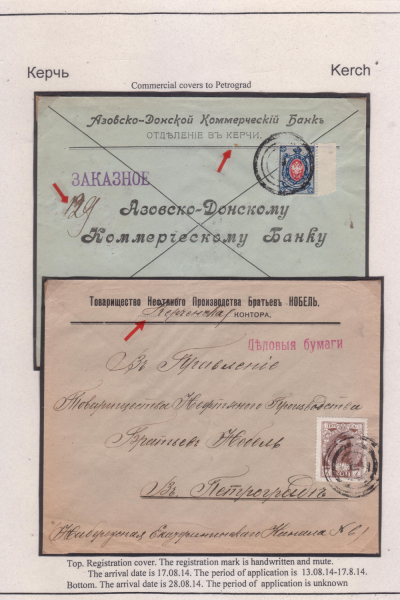 Керчь
Kerch
Commercial covers to Petrograd
Азовско-Донской Коммерческій Банкъ
ОТДѢЛЕНІЕ ВЪ КЕРЧИ.
ЗАКАЗНОЕ
129
Азовско-Донскому
Коммерческому Банку
Товарищество Нефтяного Производства Братьевъ НОБЕЛЬ.
Керченская КОНТОРА.
Дѣловыя бумаги
Въ Правленіе
Товарищества Нефтяного Производства
Братьевъ Нобель
Въ Петроградъ
Екатерининскаго Канала
Top. Registration cover. The registration mark is handwritten and mute.
The arrival date is 17.08.14. The period of application is 13.08.14-17.8.14.
Bottom. The arrival date is 28.08.14. The period of application is unknown